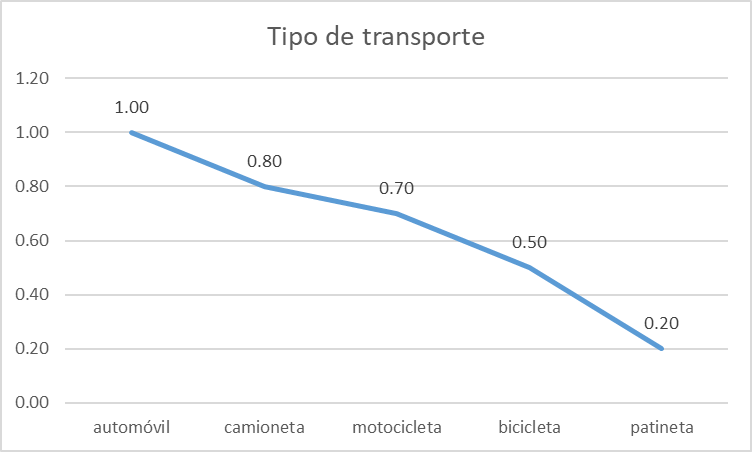 Tipo de transporte
1.20
1.00
0.80
0.60
0.40
0.20
0.00
1.00
0.80
0.70
0.50
0.20
automóvil
camioneta
motocicleta
bicicleta
patineta